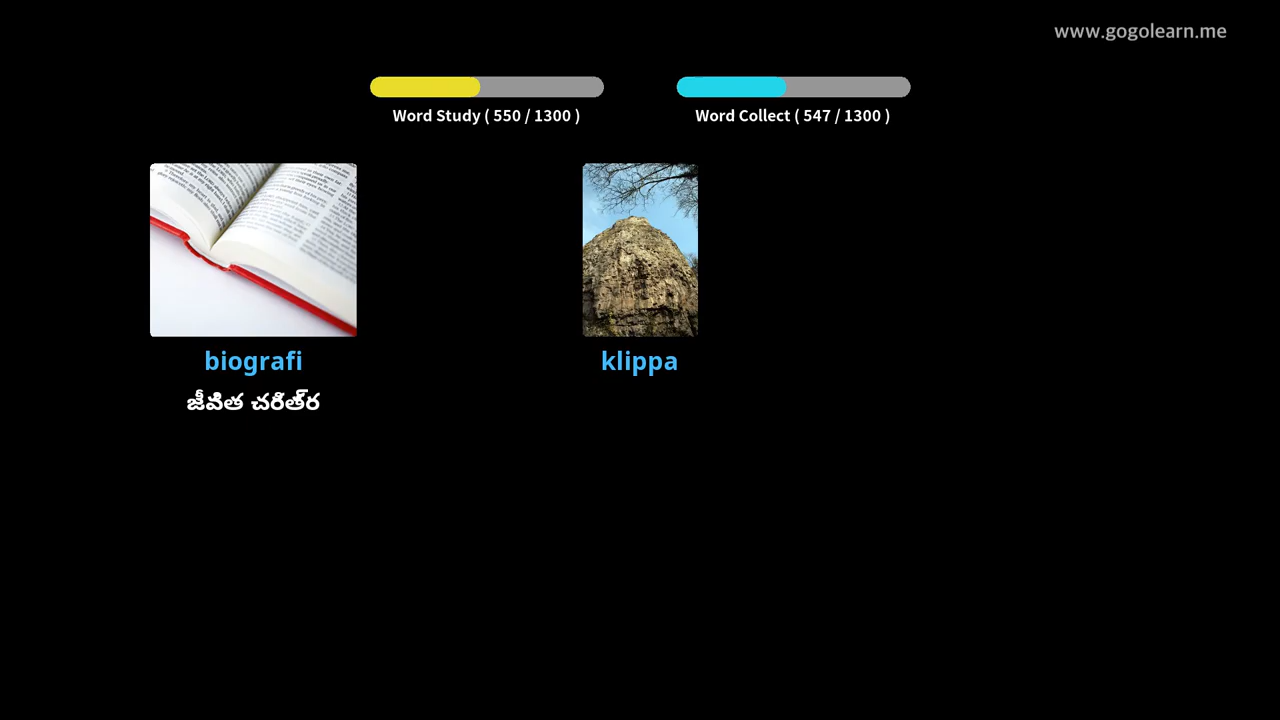 www.gogolearn.me
Word Study ( 550 / 1300 )
Word Collect ( 547 / 1300 )
biografi
klippa
జీవిత చరిత్ర